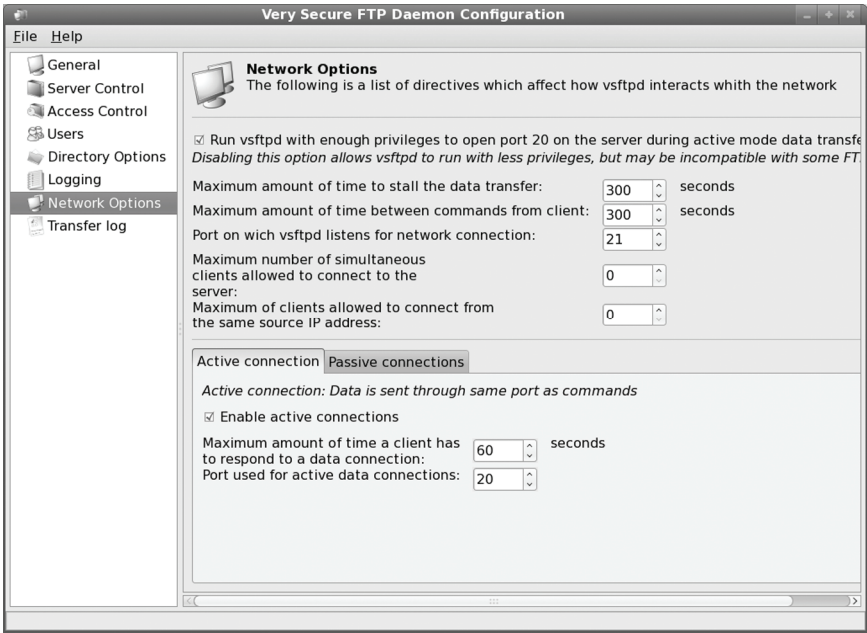 Very Secure FTP Daemon Configuration
File Help
General
Server Control
Access Control
Users
Directory Options
Logging
Network Options
Transfer log
Network Options
The following is a list of directives which affect how vsftpd interacts whith the network
Run vsftpd with enough privileges to open port 20 on the server during active mode data transfe
Disabling this option allows vsftpd to run with less privileges, but may be incompatible with some FT
Maximum amount of time to stall the data transfer: 300 seconds
Maximum amount of time between commands from client: 300 seconds
Port on wich vsftpd listens for network connection: 21
Maximum number of simultaneous
clients allowed to connect to the
server:
0
Maximum of clients allowed to connect from
the same source IP address:
0
Active connection Passive connections
Active connection: Data is sent through same port as commands
Enable active connections
Maximum amount of time a client has
to respond to a data connection:
60 seconds
Port used for active data connections: 20